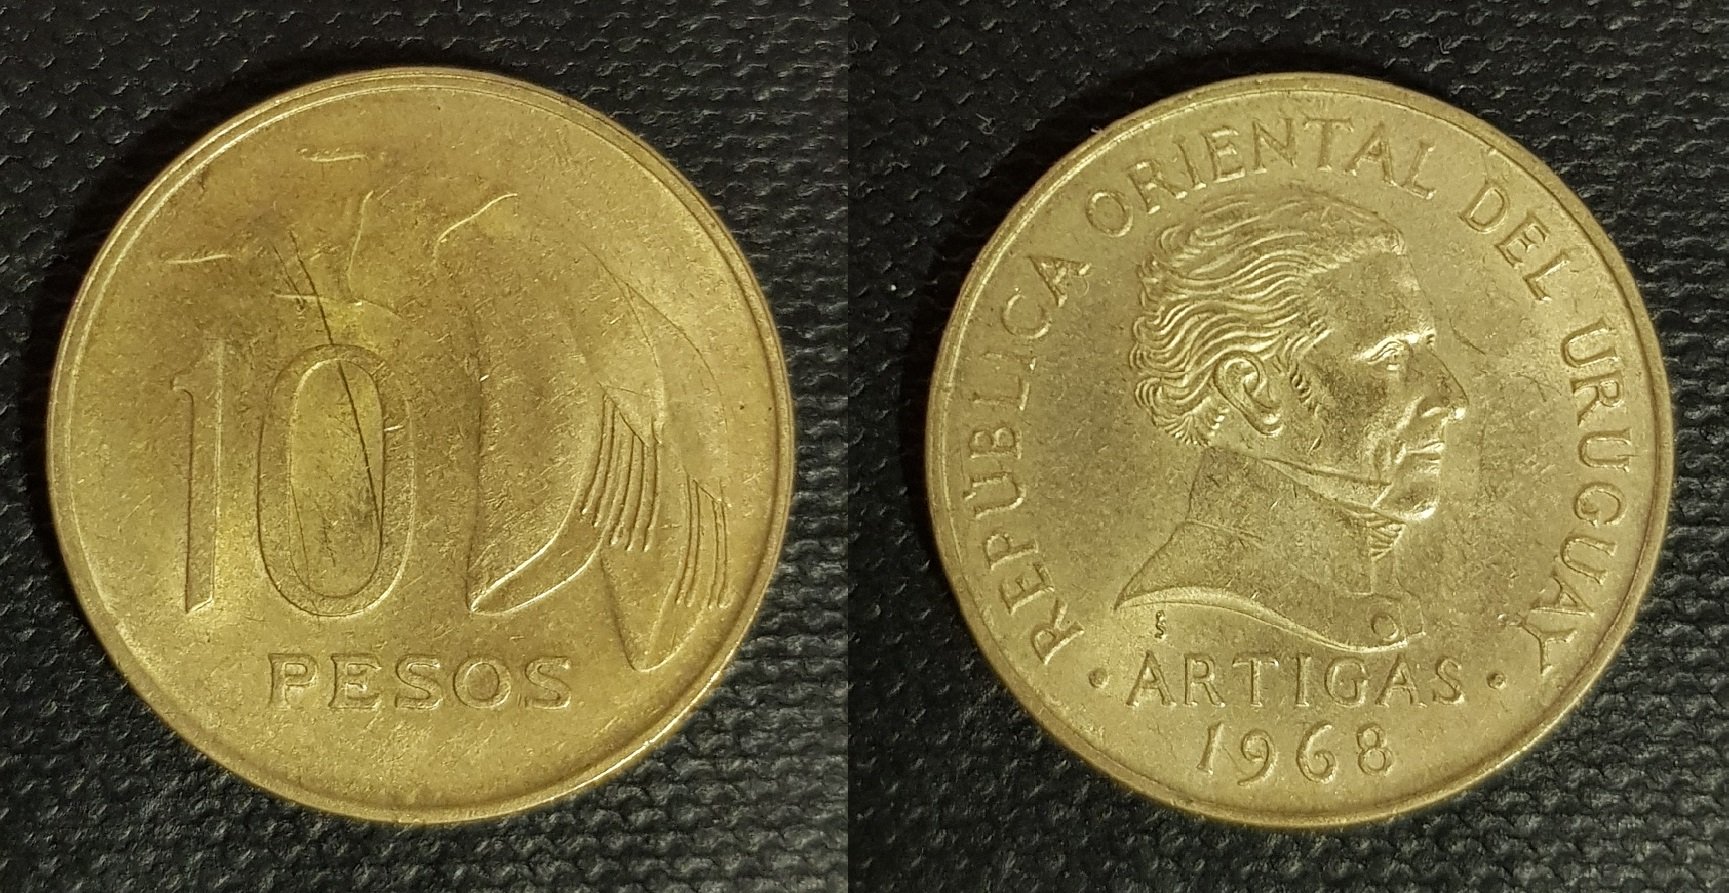 10
PESOS
REPUBLICA ORIENTAL DEL URUGUAY
S
· ARTIGAS ·
1968